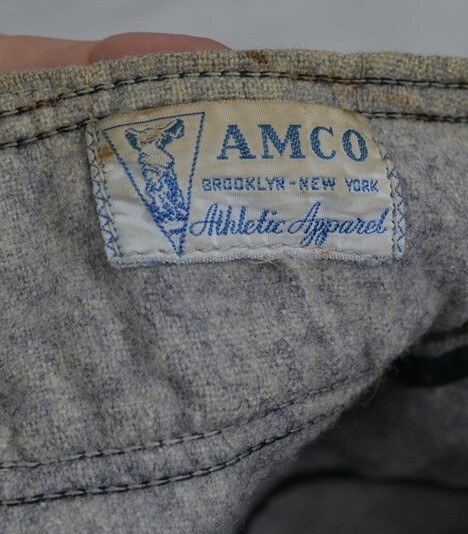 AMCO
BROOKLYN-NEW YORK
Athletic Apparel